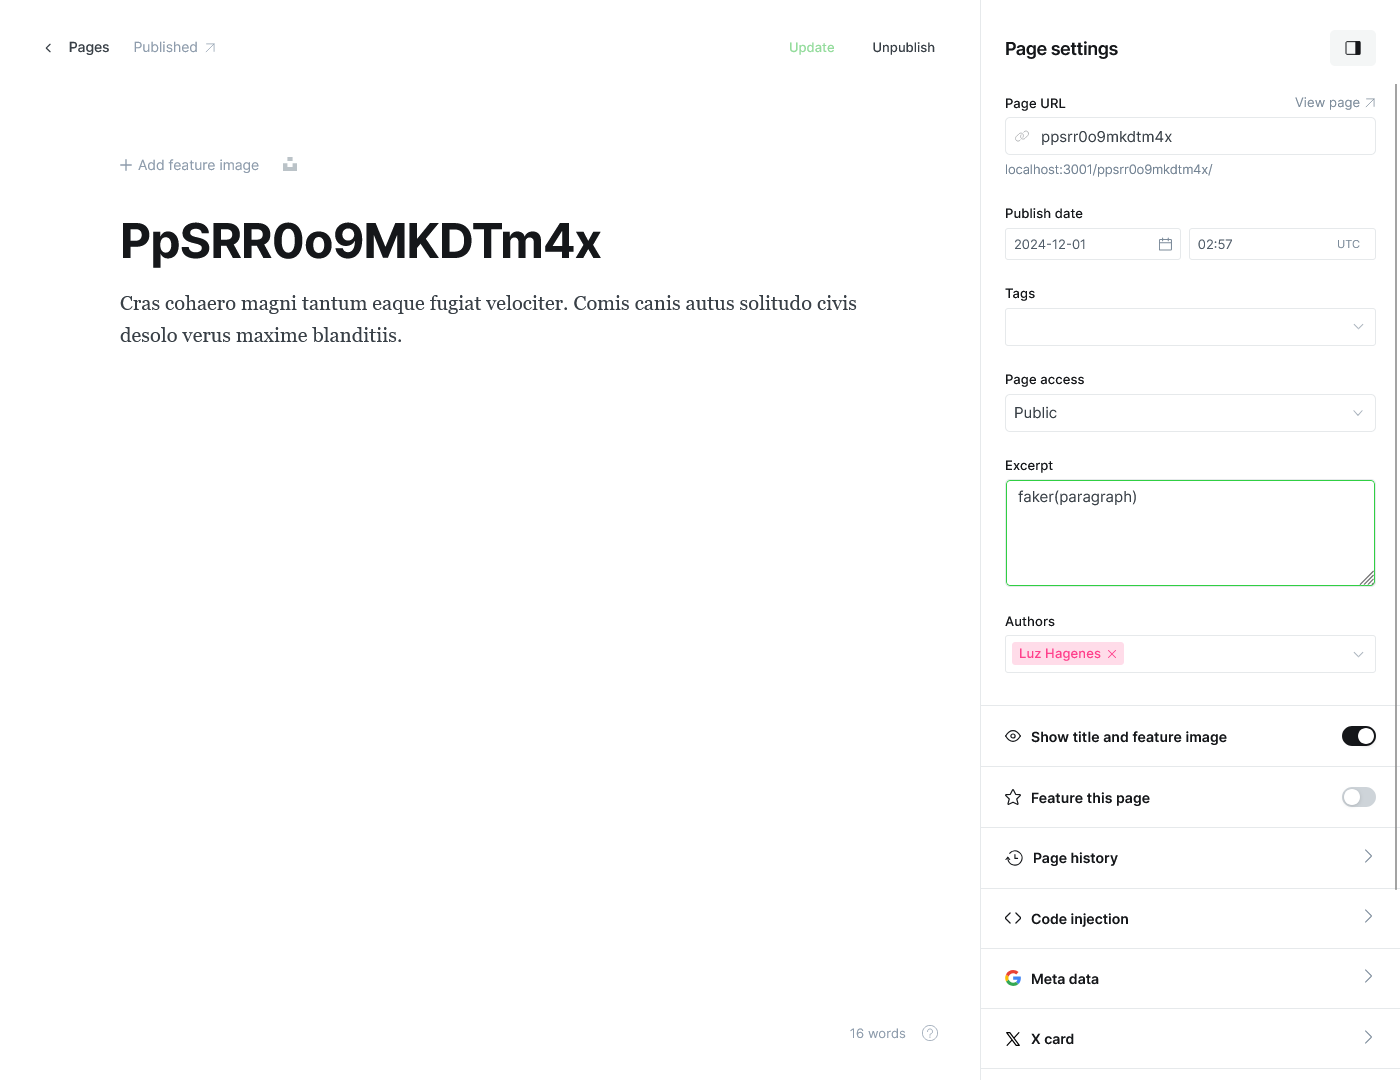 Pages
Published
Update
Unpublish
Add feature image
PpSRR0o9MKDTm4x
Cras cohaero magni tantum eaque fugiat velociter. Comis canis autus solitudo civis
desolo verus maxime blanditiis.
16 words
Page settings
Page URL
View page
ppsrr0o9mkdtm4x
localhost:3001/ppsrr0o9mkdtm4x/
Publish date
2024-12-01
02:57
UTC
Tags
Page access
Public
Excerpt
faker(paragraph)
Authors
Luz Hagenes
Show title and feature image
Feature this page
Page history
Code injection
Meta data
X card